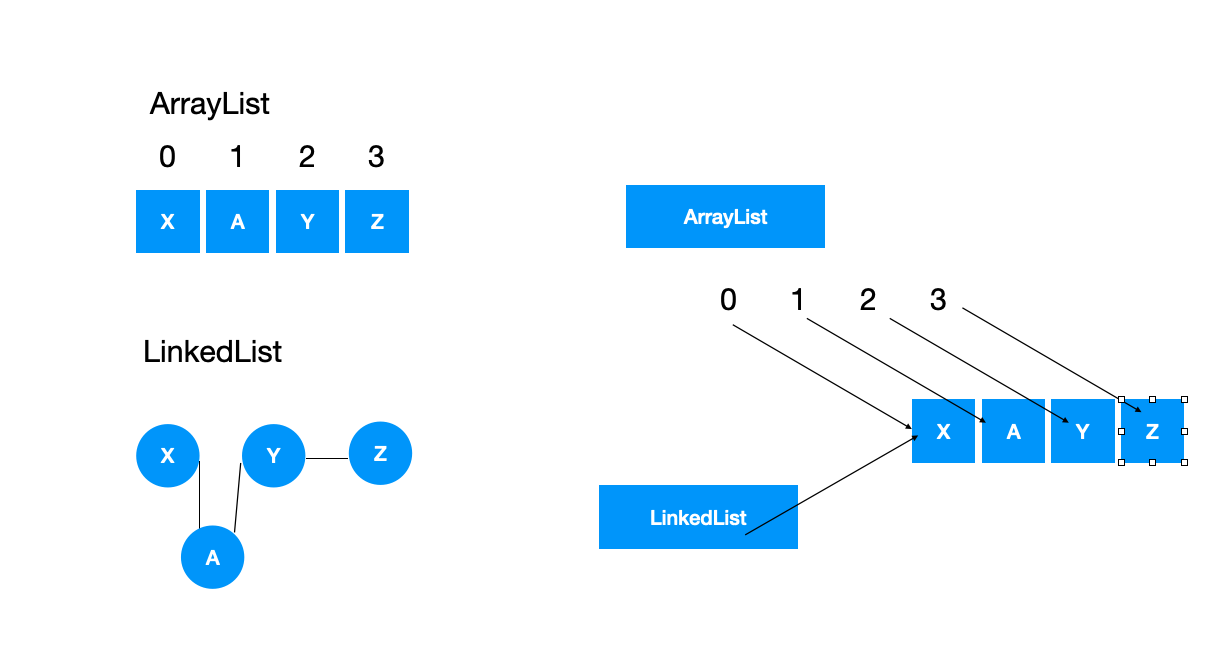 ArrayList
0 1 2 3
X A Y Z
LinkedList
X Y Z
A
ArrayList
0 1 2 3
X A Y Z
LinkedList